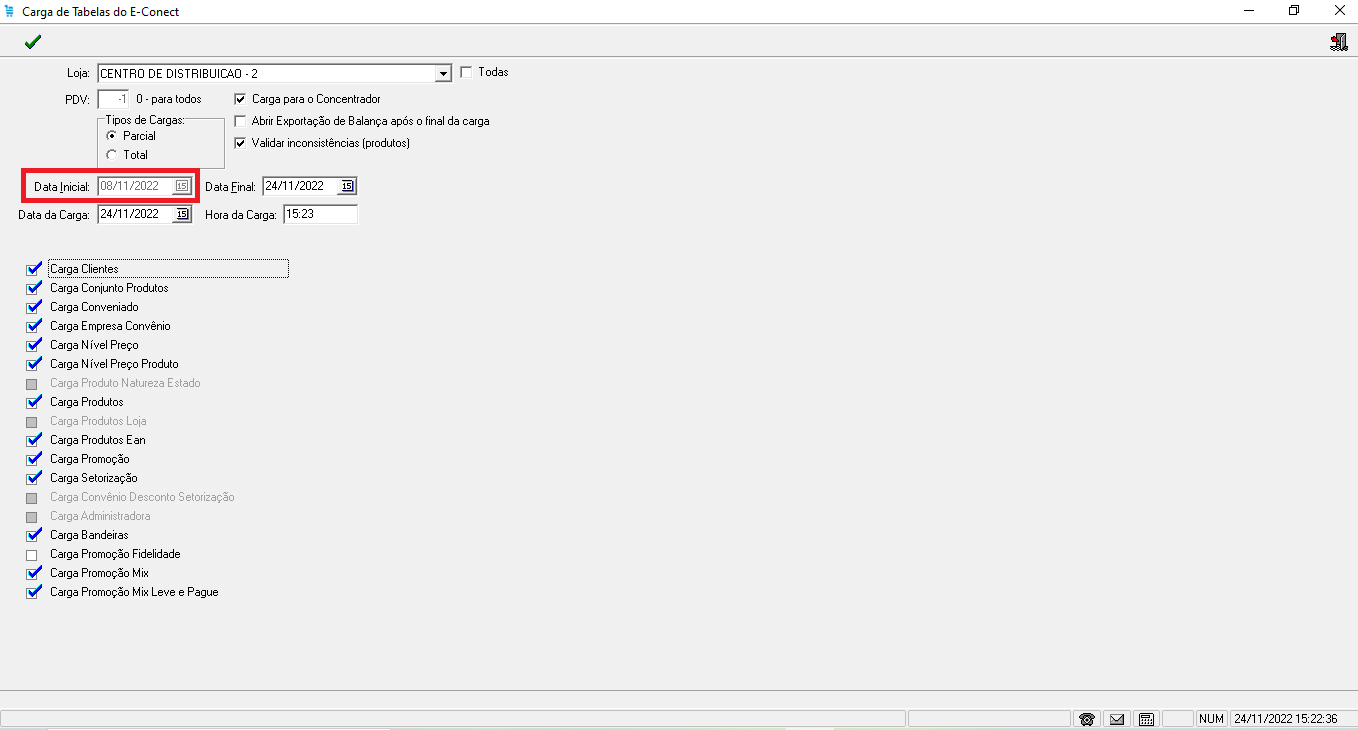 Carga de Tabelas do E-Conect
Loja: CENTRO DE DISTRIBUICAO - 2 Todas
PDV: -1 0 - para todos Carga para o Concentrador
Tipos de Cargas: Abrir Exportação de Balança após o final da carga
Parcial
Validar inconsistências (produtos)
Total
Data Inicial: 08/11/2022 15 Data Final: 24/11/2022 15
Data da Carga: 24/11/2022 15 Hora da Carga: 15:23
Carga Clientes
Carga Conjunto Produtos
Carga Conveniado
Carga Empresa Convênio
Carga Nível Preço
Carga Nível Preço Produto
Carga Produto Natureza Estado
Carga Produtos
Carga Produtos Loja
Carga Produtos Ean
Carga Promoção
Carga Setorização
Carga Convênio Desconto Setorização
Carga Administradora
Carga Bandeiras
Carga Promoção Fidelidade
Carga Promoção Mix
Carga Promoção Mix Leve e Pague
NUM 24/11/2022 15:22:36